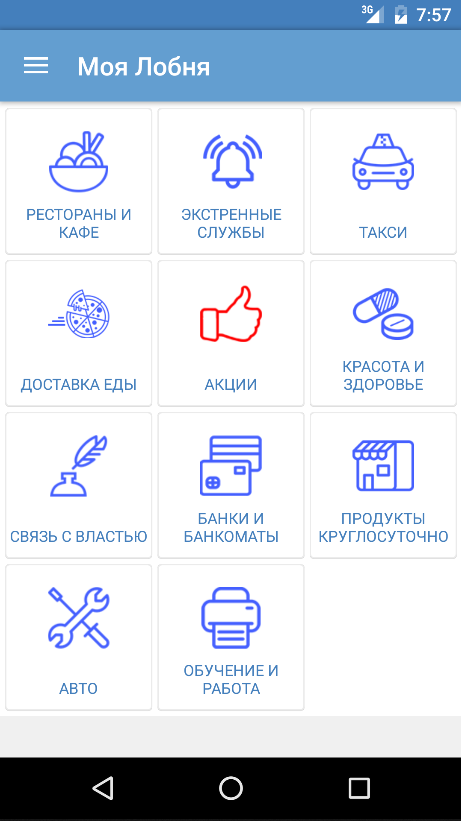 3G 7:57
Моя Лобня
РЕСТОРАНЫ И
КАФЕ
ЭКСТРЕННЫЕ
СЛУЖБЫ
ТАКСИ
ДОСТАВКА ЕДЫ
АКЦИИ
КРАСОТА И
ЗДОРОВЬЕ
СВЯЗЬ С ВЛАСТЬЮ
БАНКИ И
БАНКОМАТЫ
ПРОДУКТЫ
КРУГЛОСУТОЧНО
АВТО
ОБУЧЕНИЕ И
РАБОТА